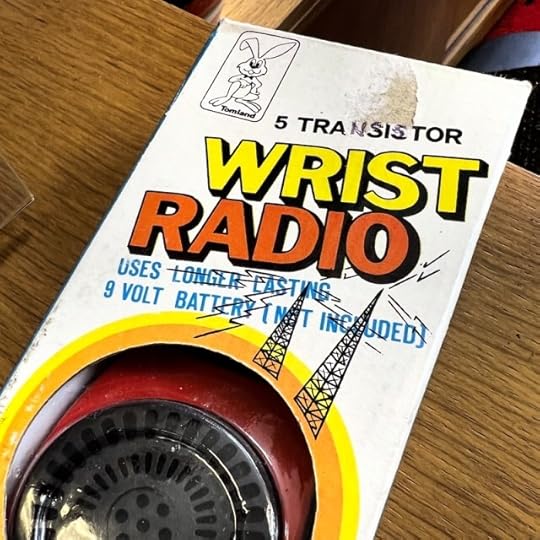 Tomland
5 TRANSISTOR
WRIST
RADIO
USES LONGER LASTING
9 VOLT BATTERY (NOT INCLUDED)